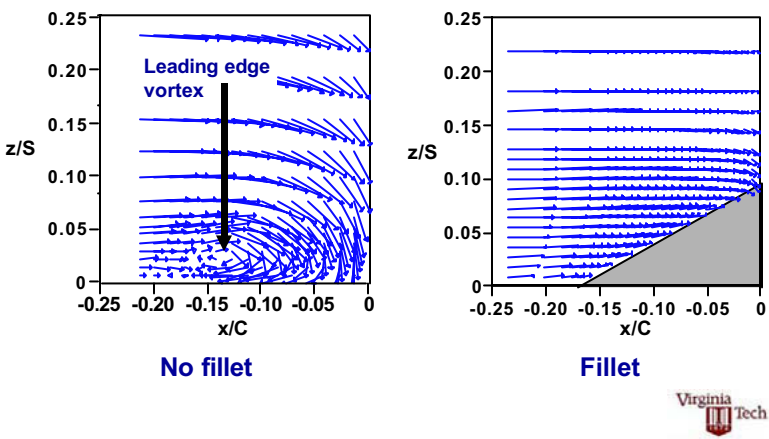 0.25
0.20
0.15
0.10
0.05
0
z/S
-0.25 -0.20 -0.15 -0.10 -0.05 0
x/C
Leading edge
vortex
No fillet
0.25
0.20
0.15
0.10
0.05
0
z/S
-0.25 -0.20 -0.15 -0.10 -0.05 0
x/C
Fillet
Virginia
Tech